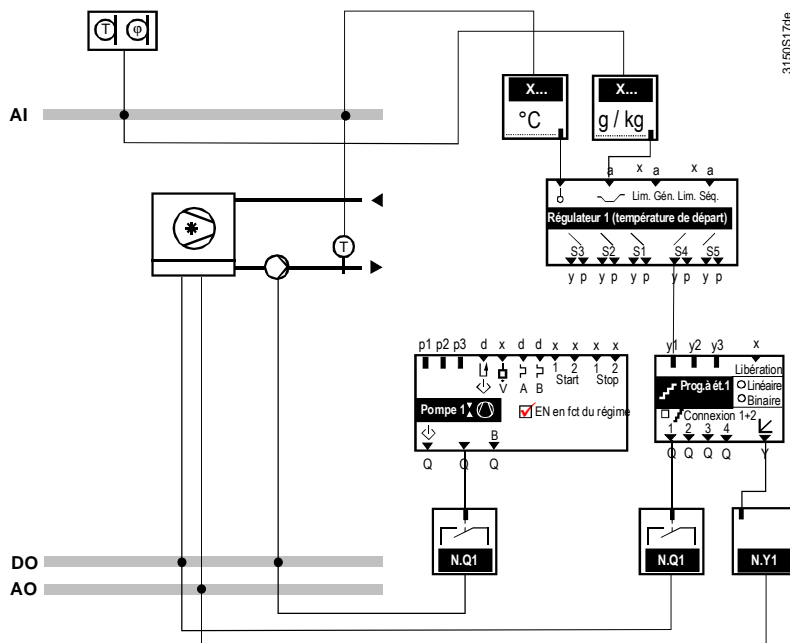 3150S17de
T φ
AI
X... X...
°C g / kg
a x a x a
Lim. Gén. Lim. Séq.
Régulateur 1 (température de départ)
S3 S2 S1 S4 S5
y p y p y p y p y p
T
p1 p2 p3 d x d d x x x x
1 2 1 2
V A B Start Stop
Pompe 1 EN en fct du régime
B
Q Q Q
y1 y2 y3 x
Libération
Prog.à ét.1 Linéaire
Binaire
Connexion 1+2
1 2 3 4
Q Q Q Q Y
DO
AO
N.Q1 N.Q1 N.Y1